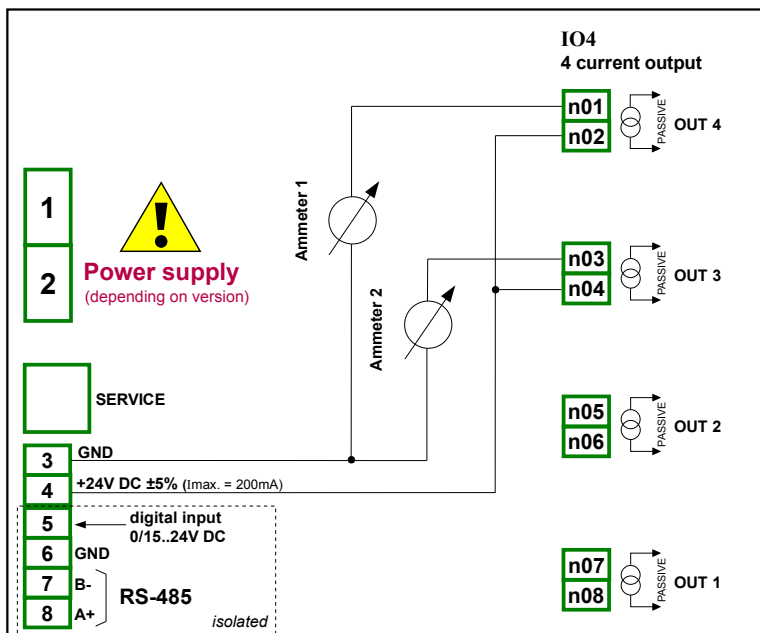 IO4
4 current output
n01
n02
PASSIVE
OUT 4
Ammeter 1
1
2
!
Power supply
(depending on version)
n03
n04
PASSIVE
OUT 3
Ammeter 2
SERVICE
n05
n06
PASSIVE
OUT 2
3 GND
4 +24V DC ±5% (Imax. = 200mA)
5 digital input
0/15..24V DC
6 GND
7 B-
8 A+
RS-485
isolated
n07
n08
PASSIVE
OUT 1